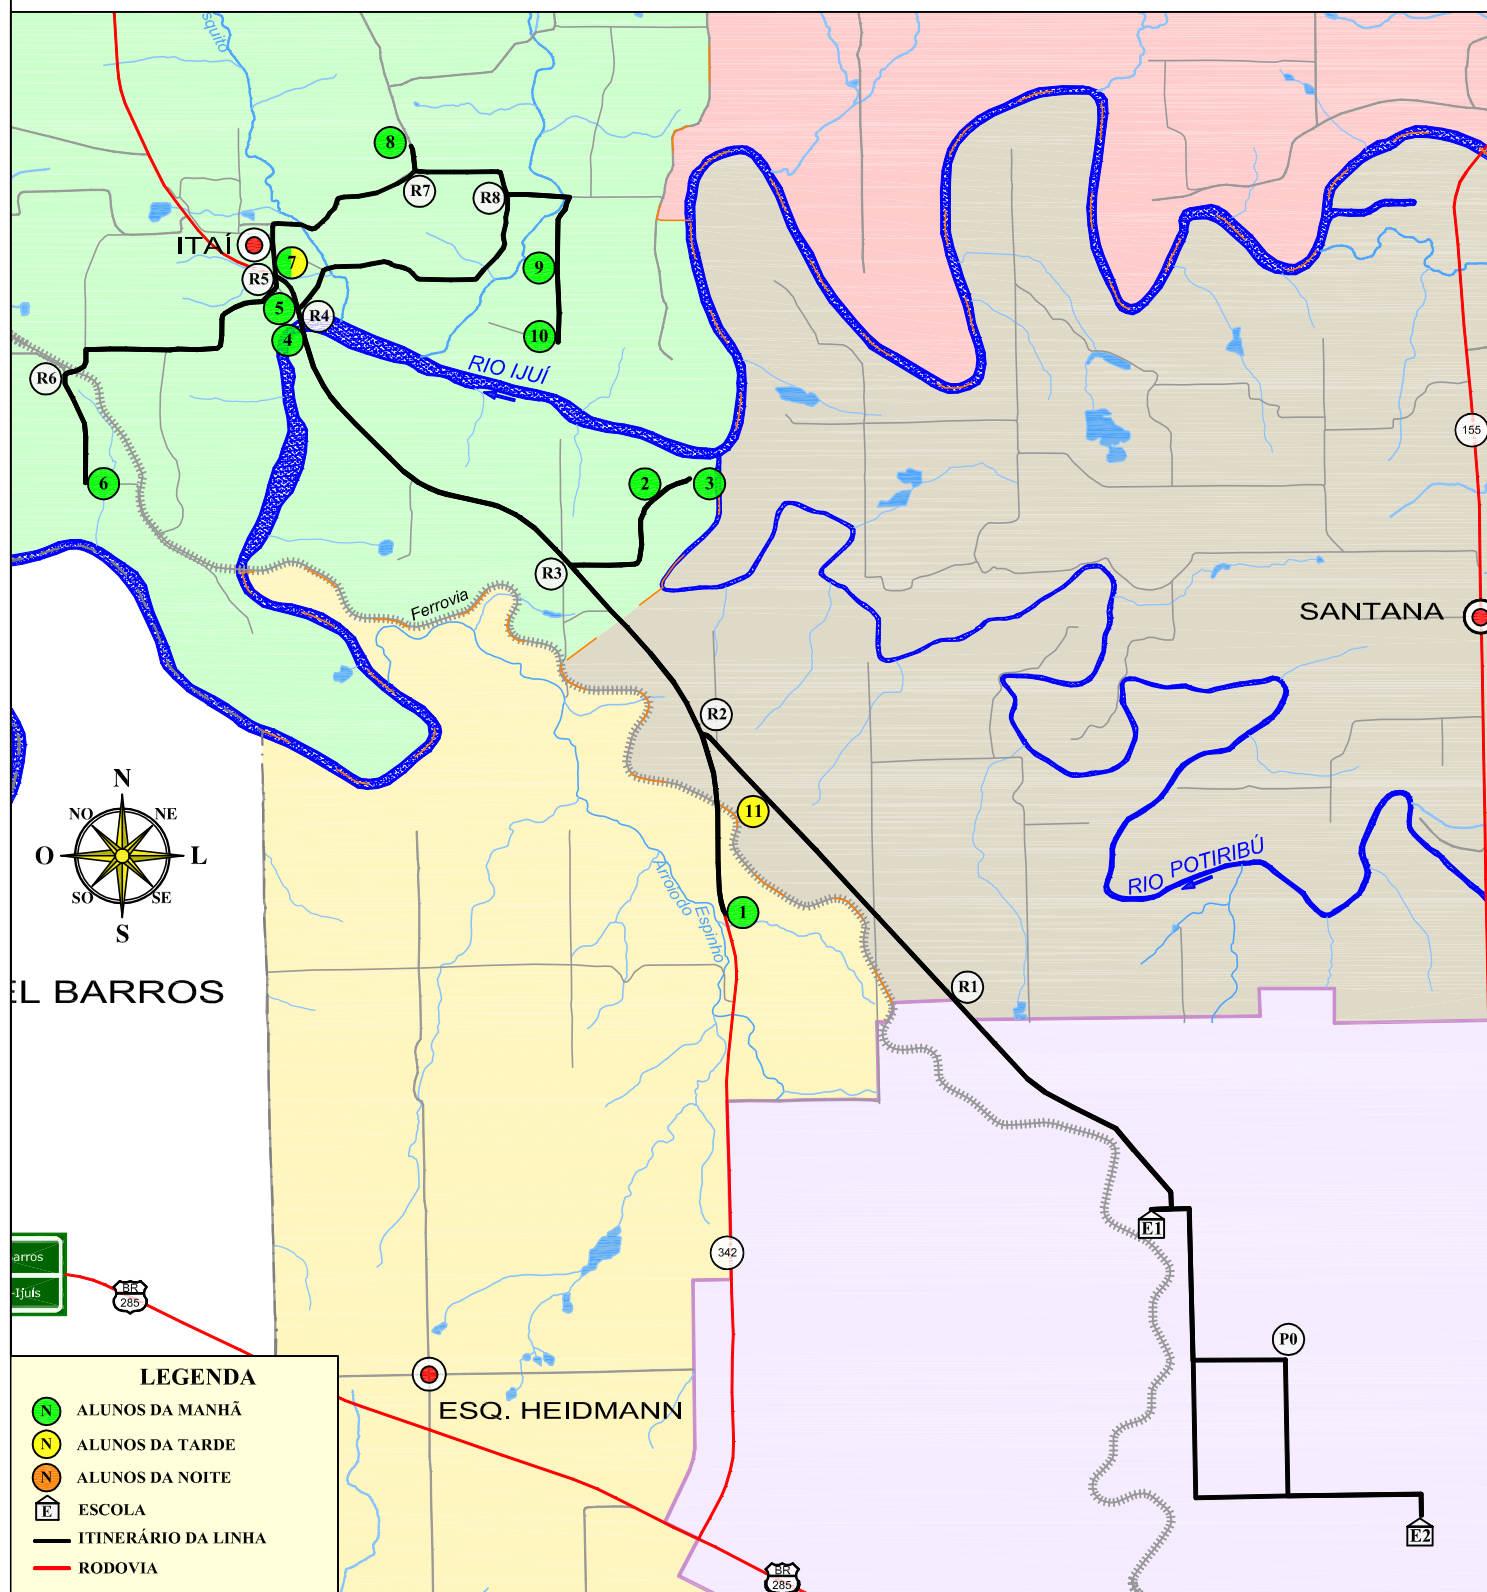 squito
8
R7
R8
ITAÍ
7
9
R5
5
R4
10
4
RIO IJUÍ
R6
155
6
2
3
R3
Ferrovia
SANTANA
R2
N
NO
NE
11
O
L
RIO POTIRIBÚ
SO
SE
Arroio do
Espinho
1
S
EL BARROS
R1
E1
342
arros
-Ijuís
BR
285
P0
LEGENDA
N ALUNOS DA MANHÃ
N ALUNOS DA TARDE
N ALUNOS DA NOITE
E ESCOLA
ITINERÁRIO DA LINHA
RODOVIA
ESQ. HEIDMANN
E2
BR
285